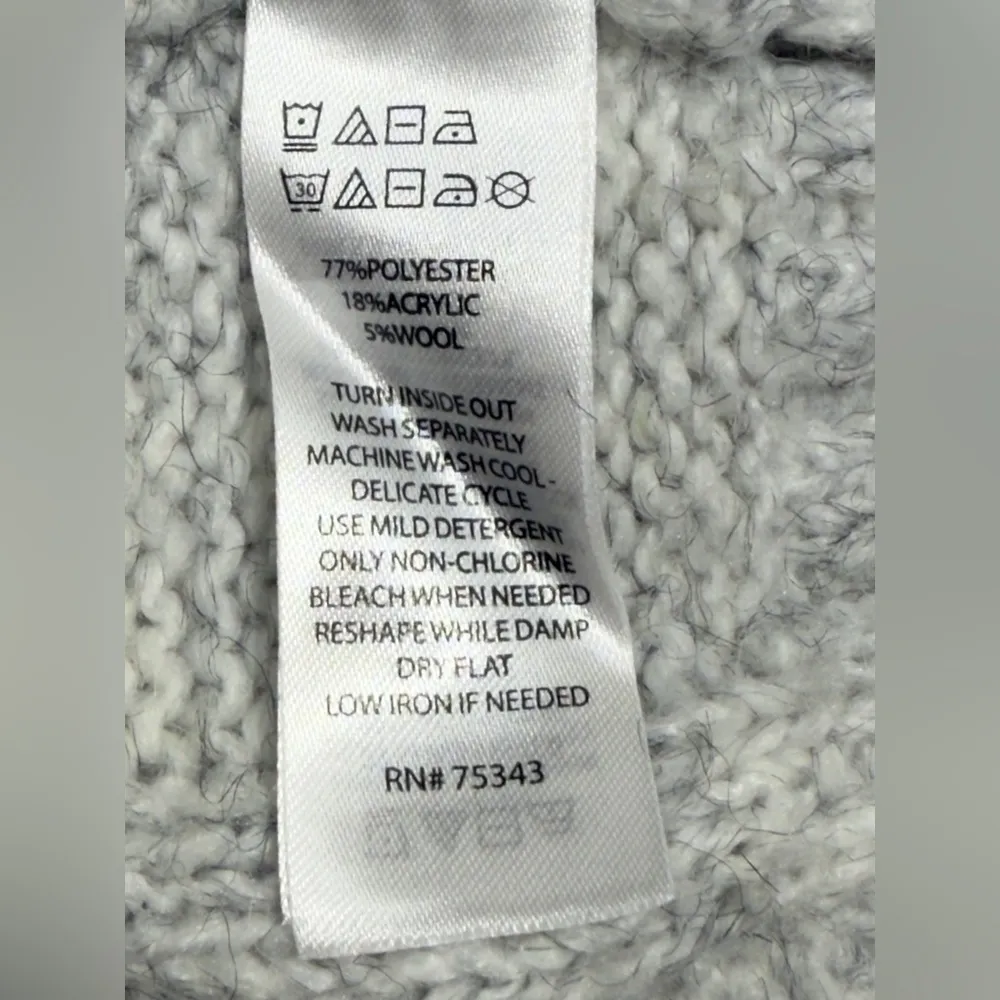 30
77%POLYESTER
18%ACRYLIC
5%WOOL
TURN INSIDE OUT
WASH SEPARATELY
MACHINE WASH COOL -
DELICATE CYCLE
USE MILD DETERGENT
ONLY NON-CHLORINE
BLEACH WHEN NEEDED
RESHAPE WHILE DAMP
DRY FLAT
LOW IRON IF NEEDED
RN# 75343